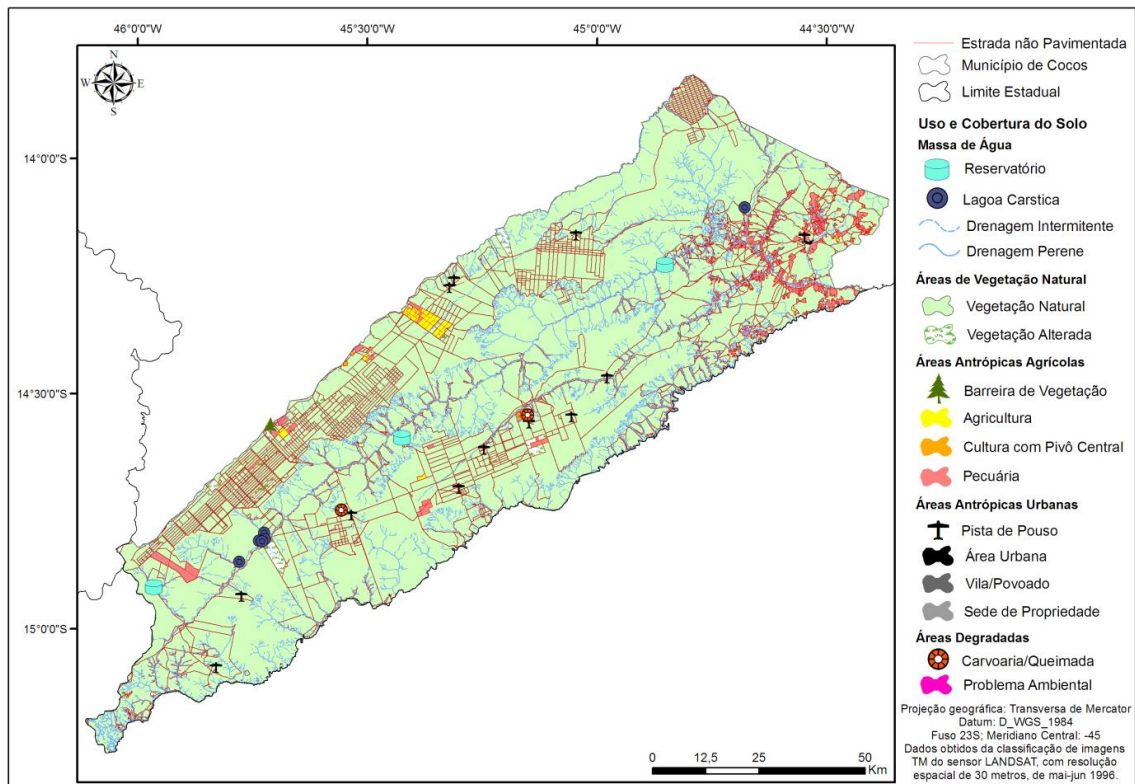 46°0'0"W
45°30'0"W
45°0'0"W
44°30'0"W
N
W
E
S
14°0'0"S
14°30'0"S
15°0'0"S
0
12,5
25
50
Km
Estrada não Pavimentada
Município de Cocos
Limite Estadual
Uso e Cobertura do Solo
Massa de Água
Reservatório
Lagoa Carstica
Drenagem Intermitente
Drenagem Perene
Áreas de Vegetação Natural
Vegetação Natural
Vegetação Alterada
Áreas Antrópicas Agrícolas
Barreira de Vegetação
Agricultura
Cultura com Pivô Central
Pecuária
Áreas Antrópicas Urbanas
Pista de Pouso
Área Urbana
Vila/Povoado
Sede de Propriedade
Áreas Degradadas
Carvoaria/Queimada
Problema Ambiental
Projeção geográfica: Transversa de Mercator
Datum: D_WGS_1984
Fuso 23S; Meridiano Central: -45
Dados obtidos da classificação de imagens
TM do sensor LANDSAT, com resolução
espacial de 30 metros, de mai-jun 1996.